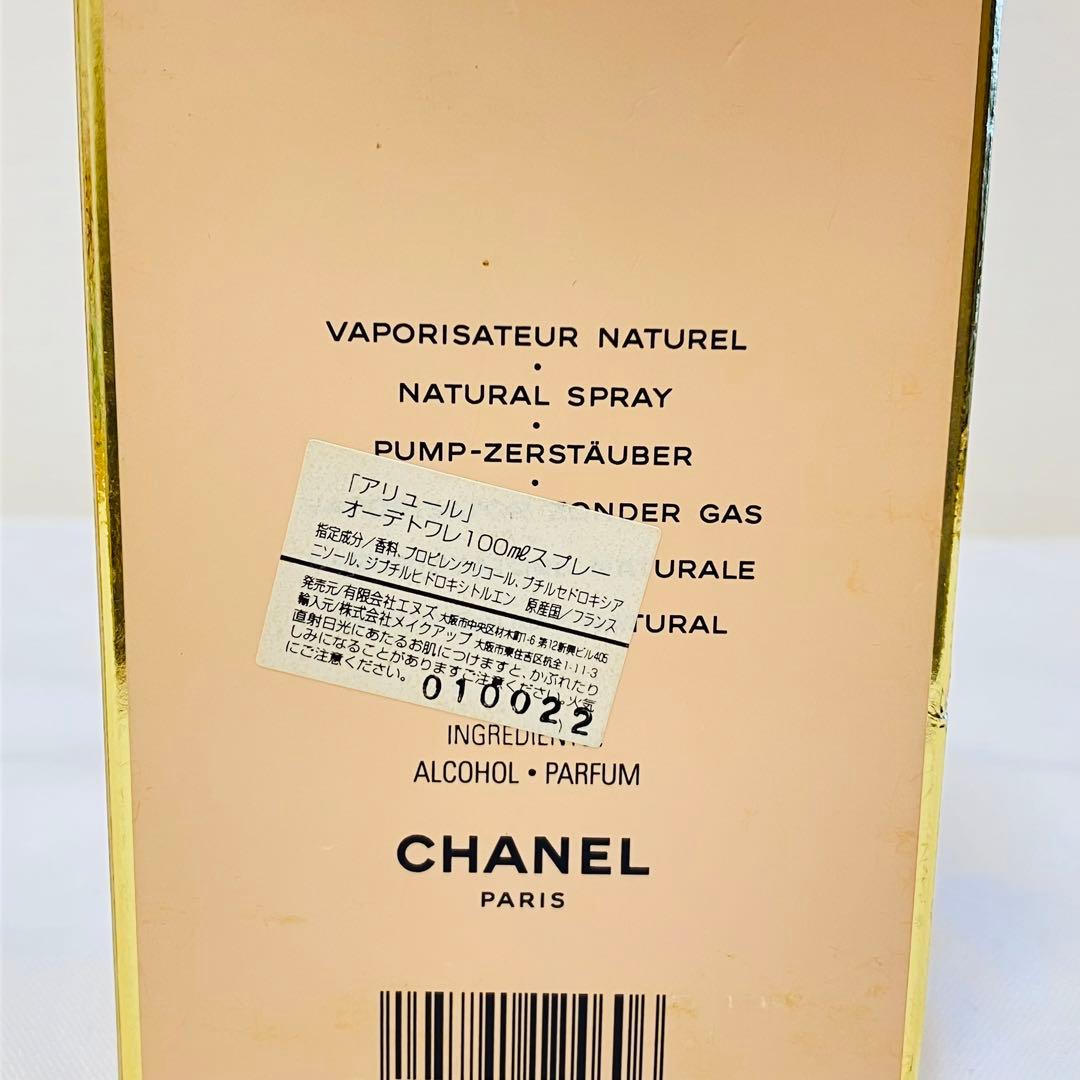 VAPORISATEUR NATUREL
•
NATURAL SPRAY
•
PUMP-ZERSTÄUBER
•
ZONDER GAS
URALE
TURAL
「アリュール」
オーデトワレ100mlスプレー
指定成分/香料、プロピレングリコール、ブチルセドロキシア
ニソール、ジブチルヒドロキシトルエン 原産国/フランス
発売元/有限会社エヌズ 大阪市中央区材木町1-6 第12新興ビル405
輸入元/株式会社メイクアップ 大阪市東住吉区杭全1-11-3
直射日光にあたるお肌につけますと、かぶれたり
しみになることがありますご注意ください。火気
にご注意ください。
010022
INGREDIENTS
ALCOHOL • PARFUM
CHANEL
PARIS